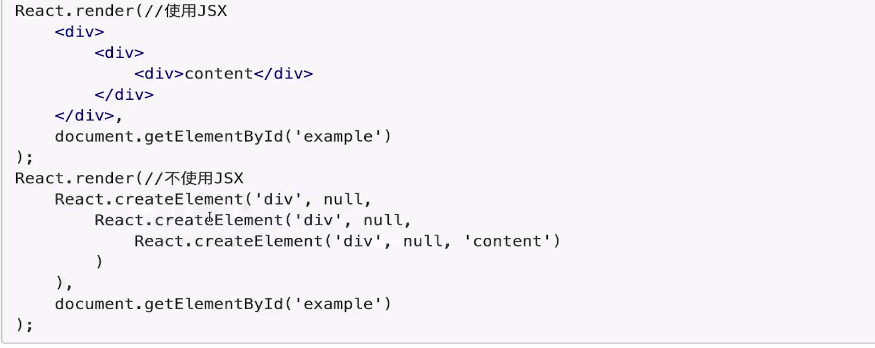 React.render(//使用JSX
    <div>
        <div>
            <div>content</div>
        </div>
    </div>,
    document.getElementById('example')
);
React.render(//不使用JSX
    React.createElement('div', null,
        React.createElement('div', null,
            React.createElement('div', null, 'content')
        )
    ),
    document.getElementById('example')
);